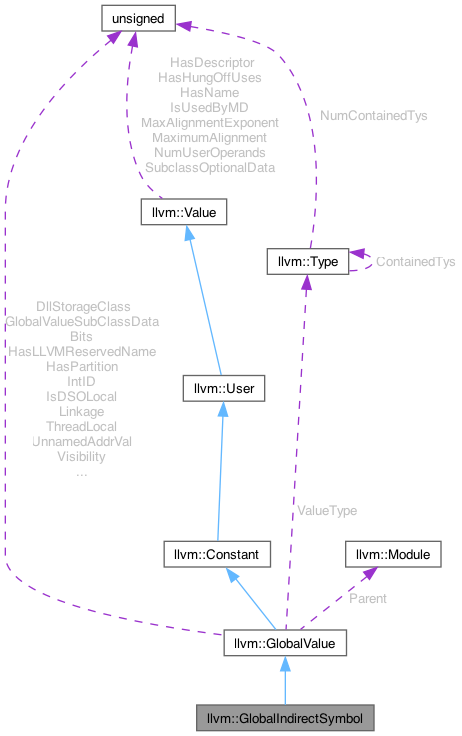 unsigned
HasDescriptor
HasHungOffUses
HasName
IsUsedByMD
MaxAlignmentExponent
MaximumAlignment
NumUserOperands
SubclassOptionalData
NumContainedTys
llvm::Value
llvm::Type
ContainedTys
DllStorageClass
GlobalValueSubClassData
Bits
HasLLVMReservedName
HasPartition
IntID
IsDSOLocal
Linkage
ThreadLocal
UnnamedAddrVal
Visibility
...
llvm::User
ValueType
llvm::Constant
llvm::Module
Parent
llvm::GlobalValue
llvm::GlobalIndirectSymbol